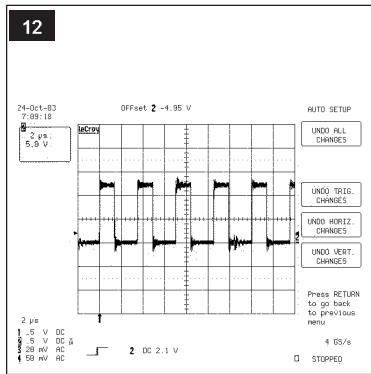 12
24-Oct-03
7:09:18
OFFset 2 -4.95 V
AUTO SETUP
2
2 µs
5.0 V
LeCroy
UNDO ALL
CHANGES
UNDO TRIG.
CHANGES
UNDO HORIZ.
CHANGES
UNDO VERT.
CHANGES
Press RETURN
to go back
to previous
menu
2 µs
1 .5 V DC
2 .5 V DC
3 20 mV AC
4 50 mV AC
2 DC 2.1 V
4 GS/s
STOPPED